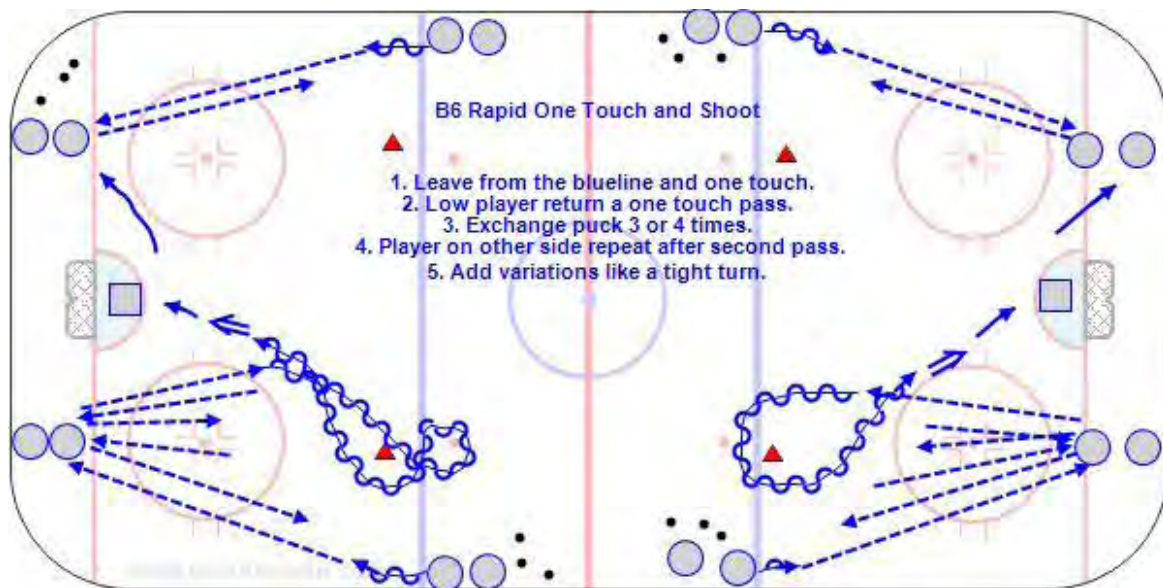 B6 Rapid One Touch and Shoot
1. Leave from the blueline and one touch.
2. Low player return a one touch pass.
3. Exchange puck 3 or 4 times.
4. Player on other side repeat after second pass.
5. Add variations like a tight turn.